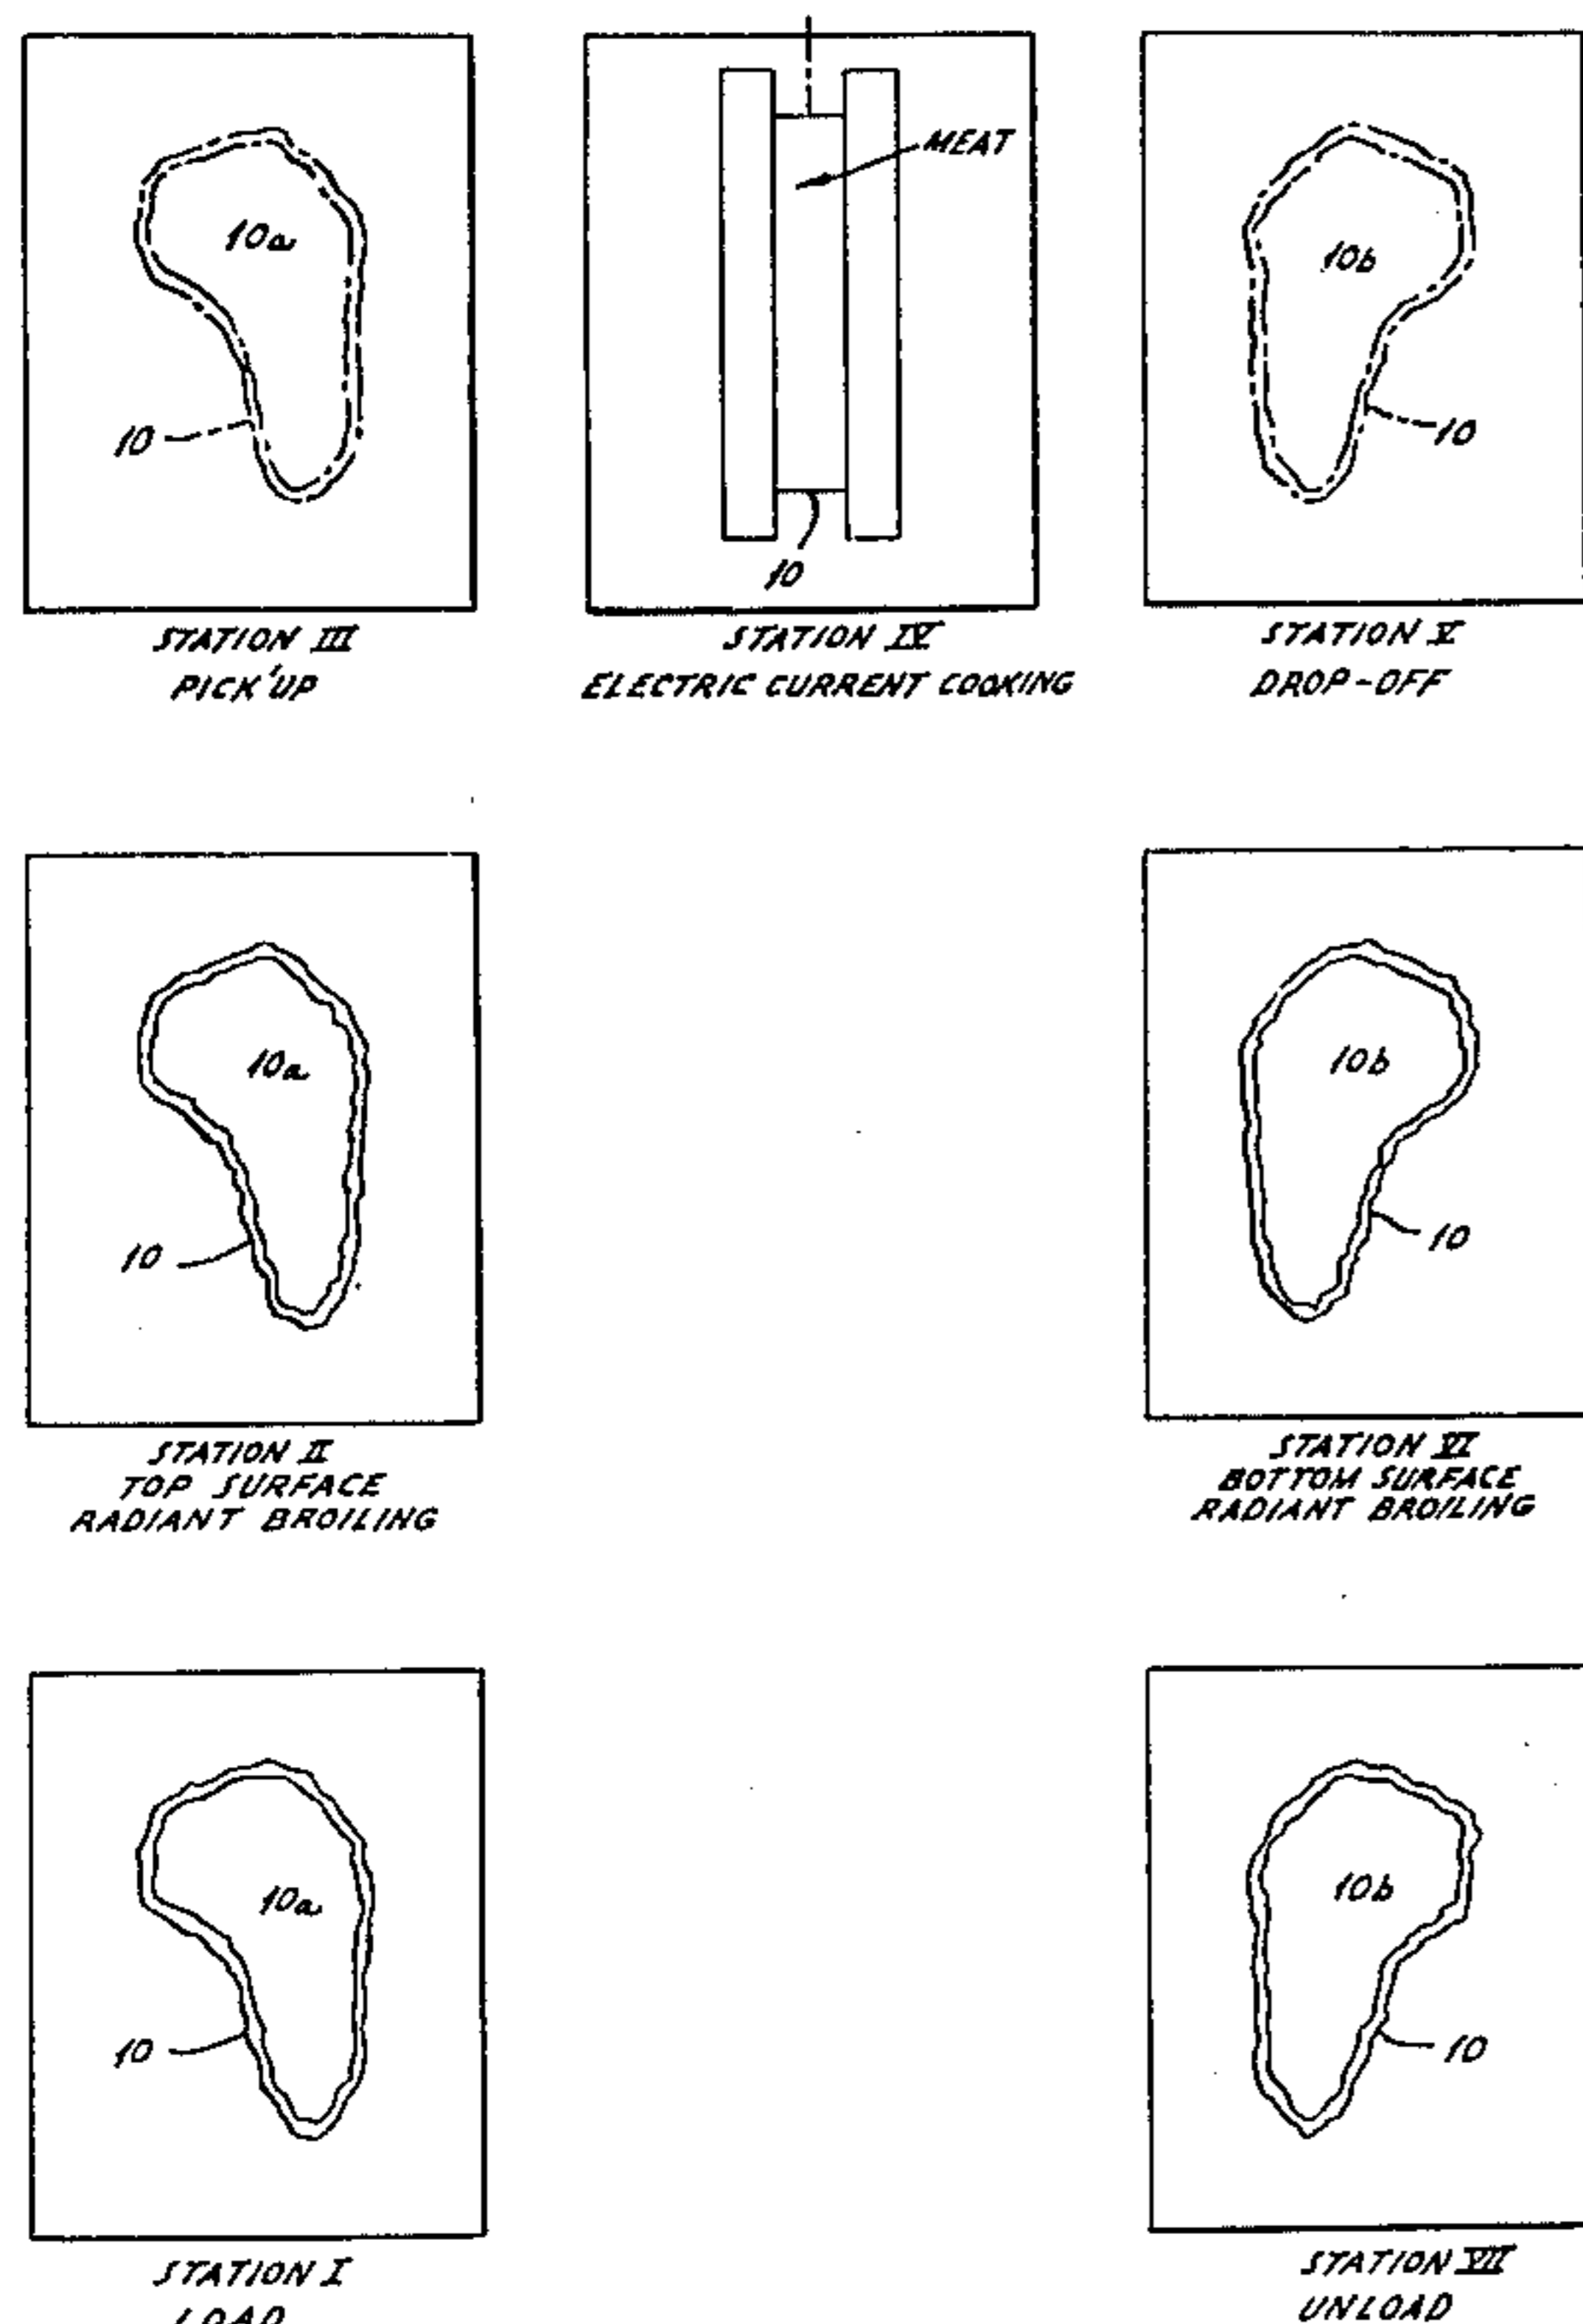 10a
10
STATION III
PICK'UP
MEAT
10
STATION IV
ELECTRIC CURRENT COOKING
10b
10
STATION V
DROP-OFF
10a
10
STATION II
TOP SURFACE
RADIANT BROILING
10b
10
STATION VI
BOTTOM SURFACE
RADIANT BROILING
10a
10
STATION I
LOAD
10b
10
STATION VII
UNLOAD